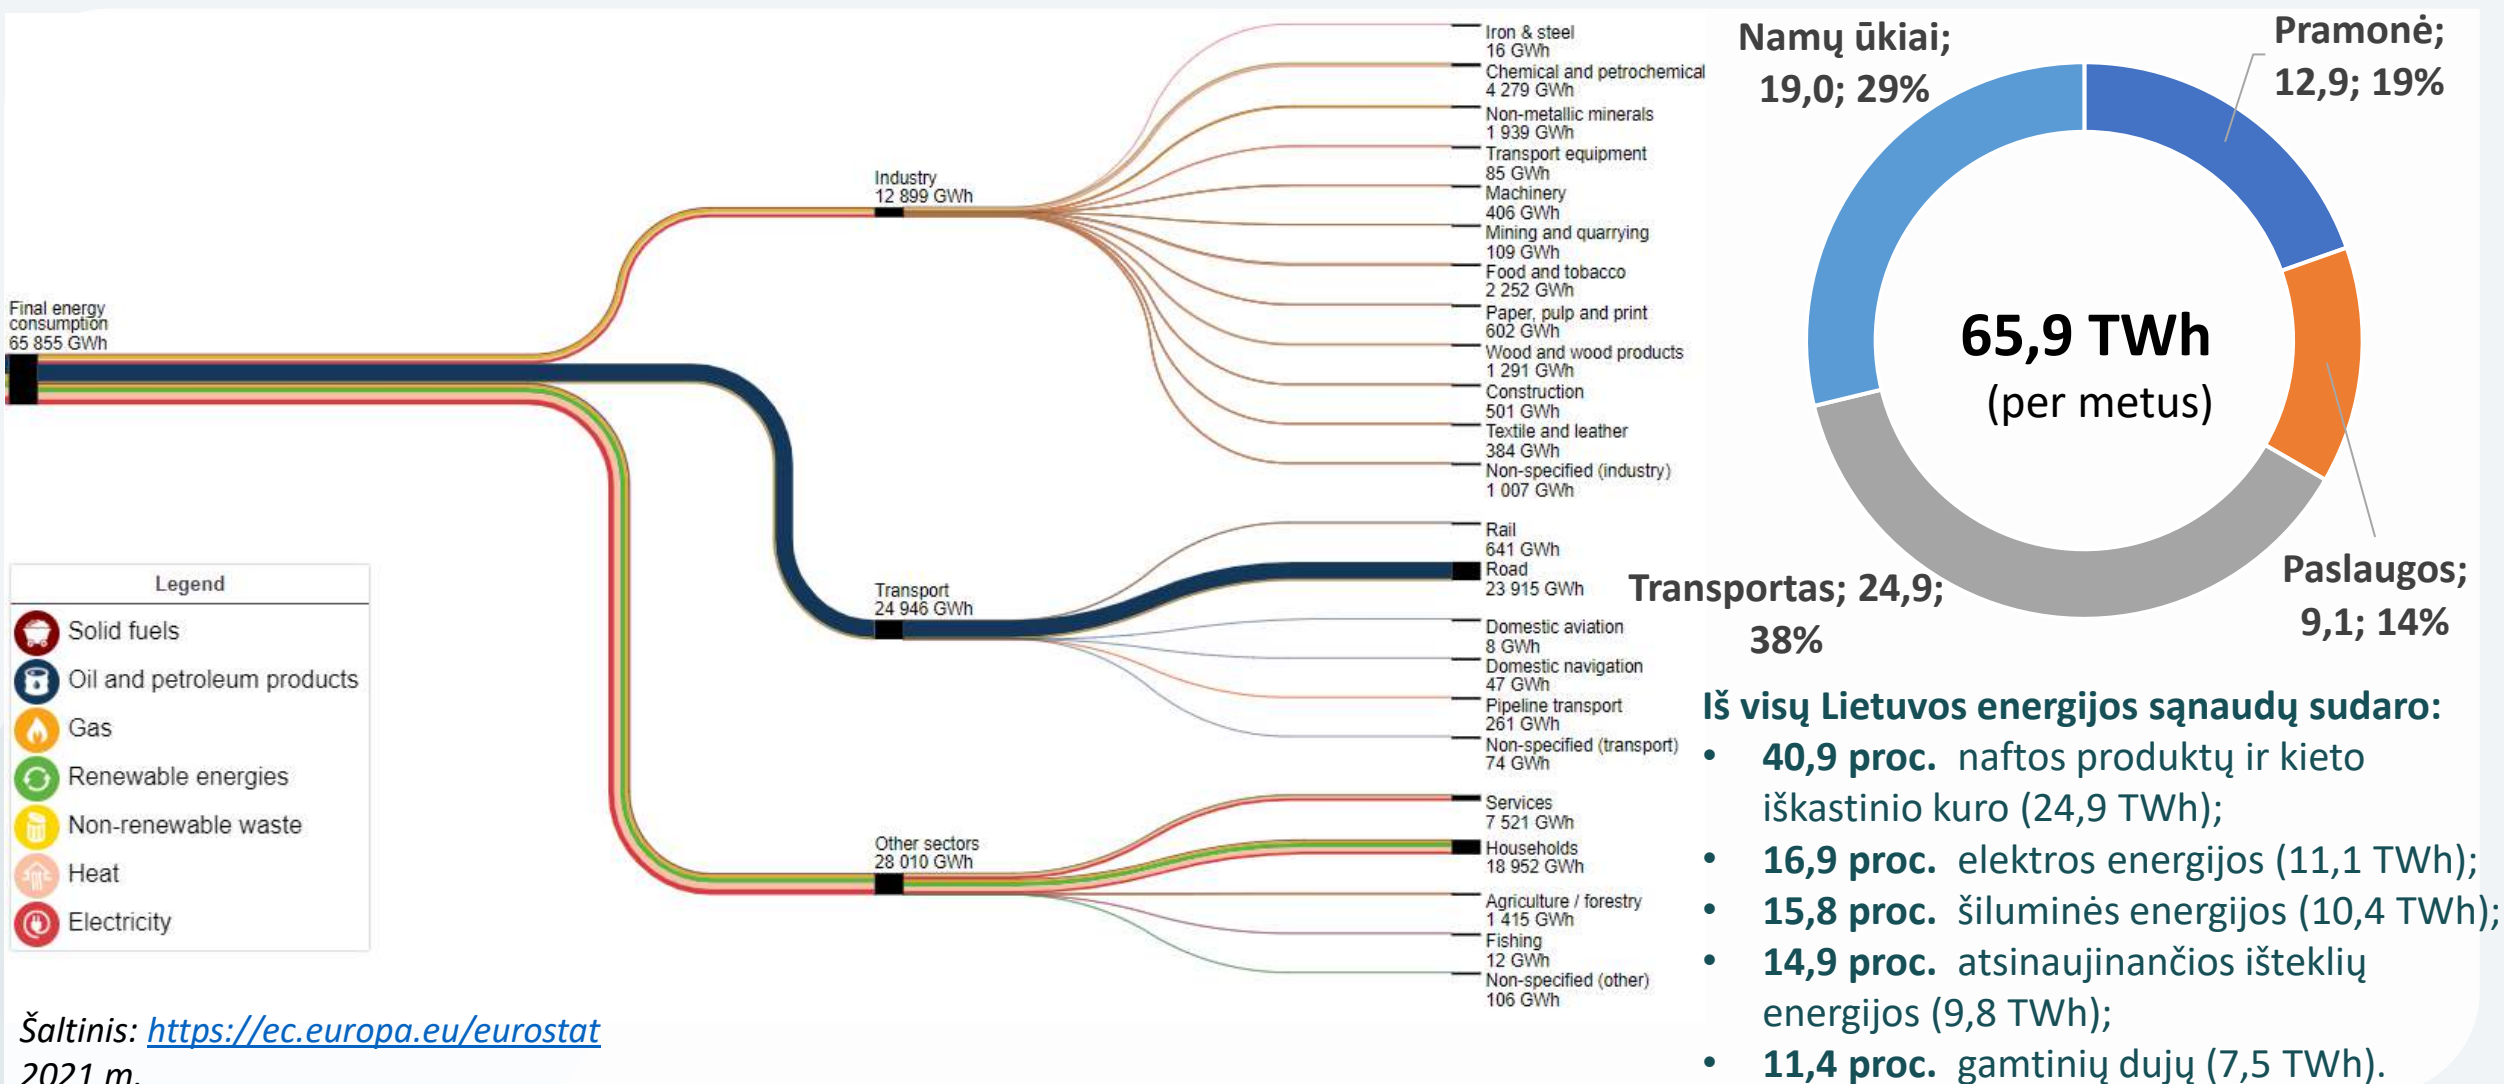 Final energy
consumption
65 855 GWh
Industry
12 899 GWh
Transport
24 946 GWh
Other sectors
28 010 GWh
Iron & steel
16 GWh
Chemical and petrochemical
4 279 GWh
Non-metallic minerals
1 939 GWh
Transport equipment
85 GWh
Machinery
406 GWh
Mining and quarrying
109 GWh
Food and tobacco
2 252 GWh
Paper, pulp and print
602 GWh
Wood and wood products
1 291 GWh
Construction
501 GWh
Textile and leather
384 GWh
Non-specified (industry)
1 007 GWh
Rail
641 GWh
Road
23 915 GWh
Domestic aviation
8 GWh
Domestic navigation
47 GWh
Pipeline transport
261 GWh
Non-specified (transport)
74 GWh
Services
7 521 GWh
Households
18 952 GWh
Agriculture / forestry
1 415 GWh
Fishing
12 GWh
Non-specified (other)
106 GWh
Legend
Solid fuels
Oil and petroleum products
Gas
Renewable energies
Non-renewable waste
Heat
Electricity
Šaltinis: https://ec.europa.eu/eurostat
2021 m.
Namų ūkiai;
19,0; 29%
Pramonė;
12,9; 19%
65,9 TWh
(per metus)
Transportas; 24,9;
38%
Paslaugos;
9,1; 14%
Iš visų Lietuvos energijos sąnaudų sudaro:
• 40,9 proc. naftos produktų ir kieto
iškastinio kuro (24,9 TWh);
• 16,9 proc. elektros energijos (11,1 TWh);
• 15,8 proc. šiluminės energijos (10,4 TWh);
• 14,9 proc. atsinaujinančios išteklių
energijos (9,8 TWh);
• 11,4 proc. gamtinių dujų (7,5 TWh).